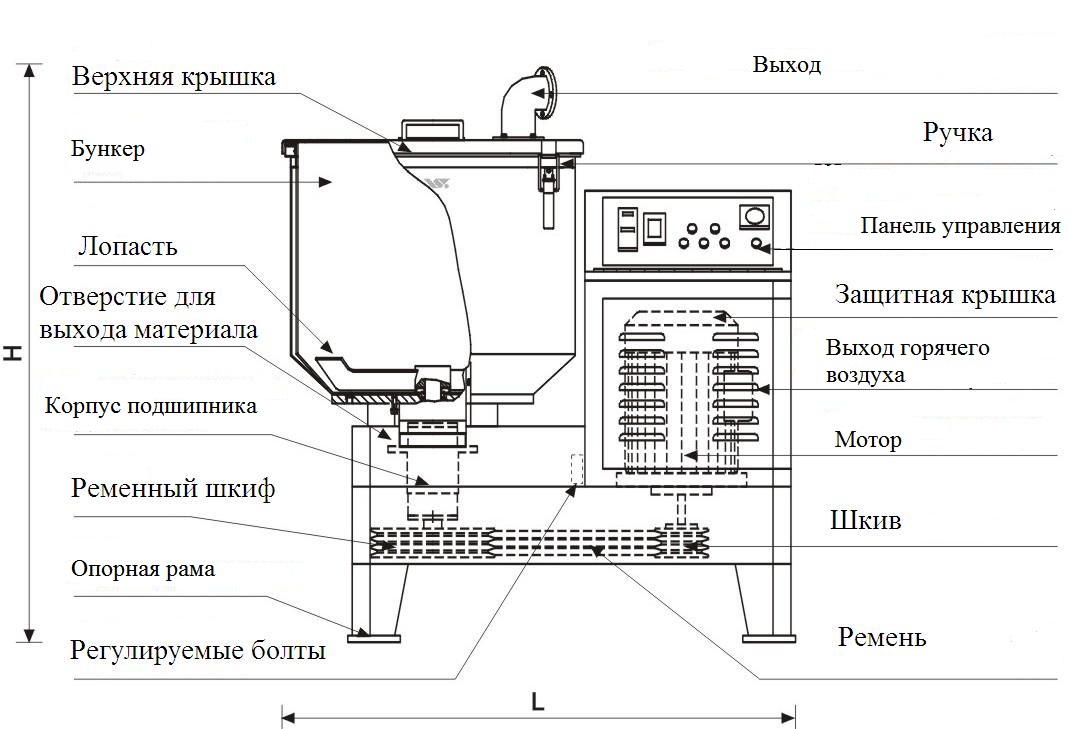 Верхняя крышка
Бункер
Лопасть
Отверстие для
выхода материала
Корпус подшипника
Ременный шкиф
Опорная рама
Регулируемые болты
Выход
Ручка
Панель управления
Защитная крышка
Выход горячего
воздуха
Мотор
Шкив
Ремень
H
L